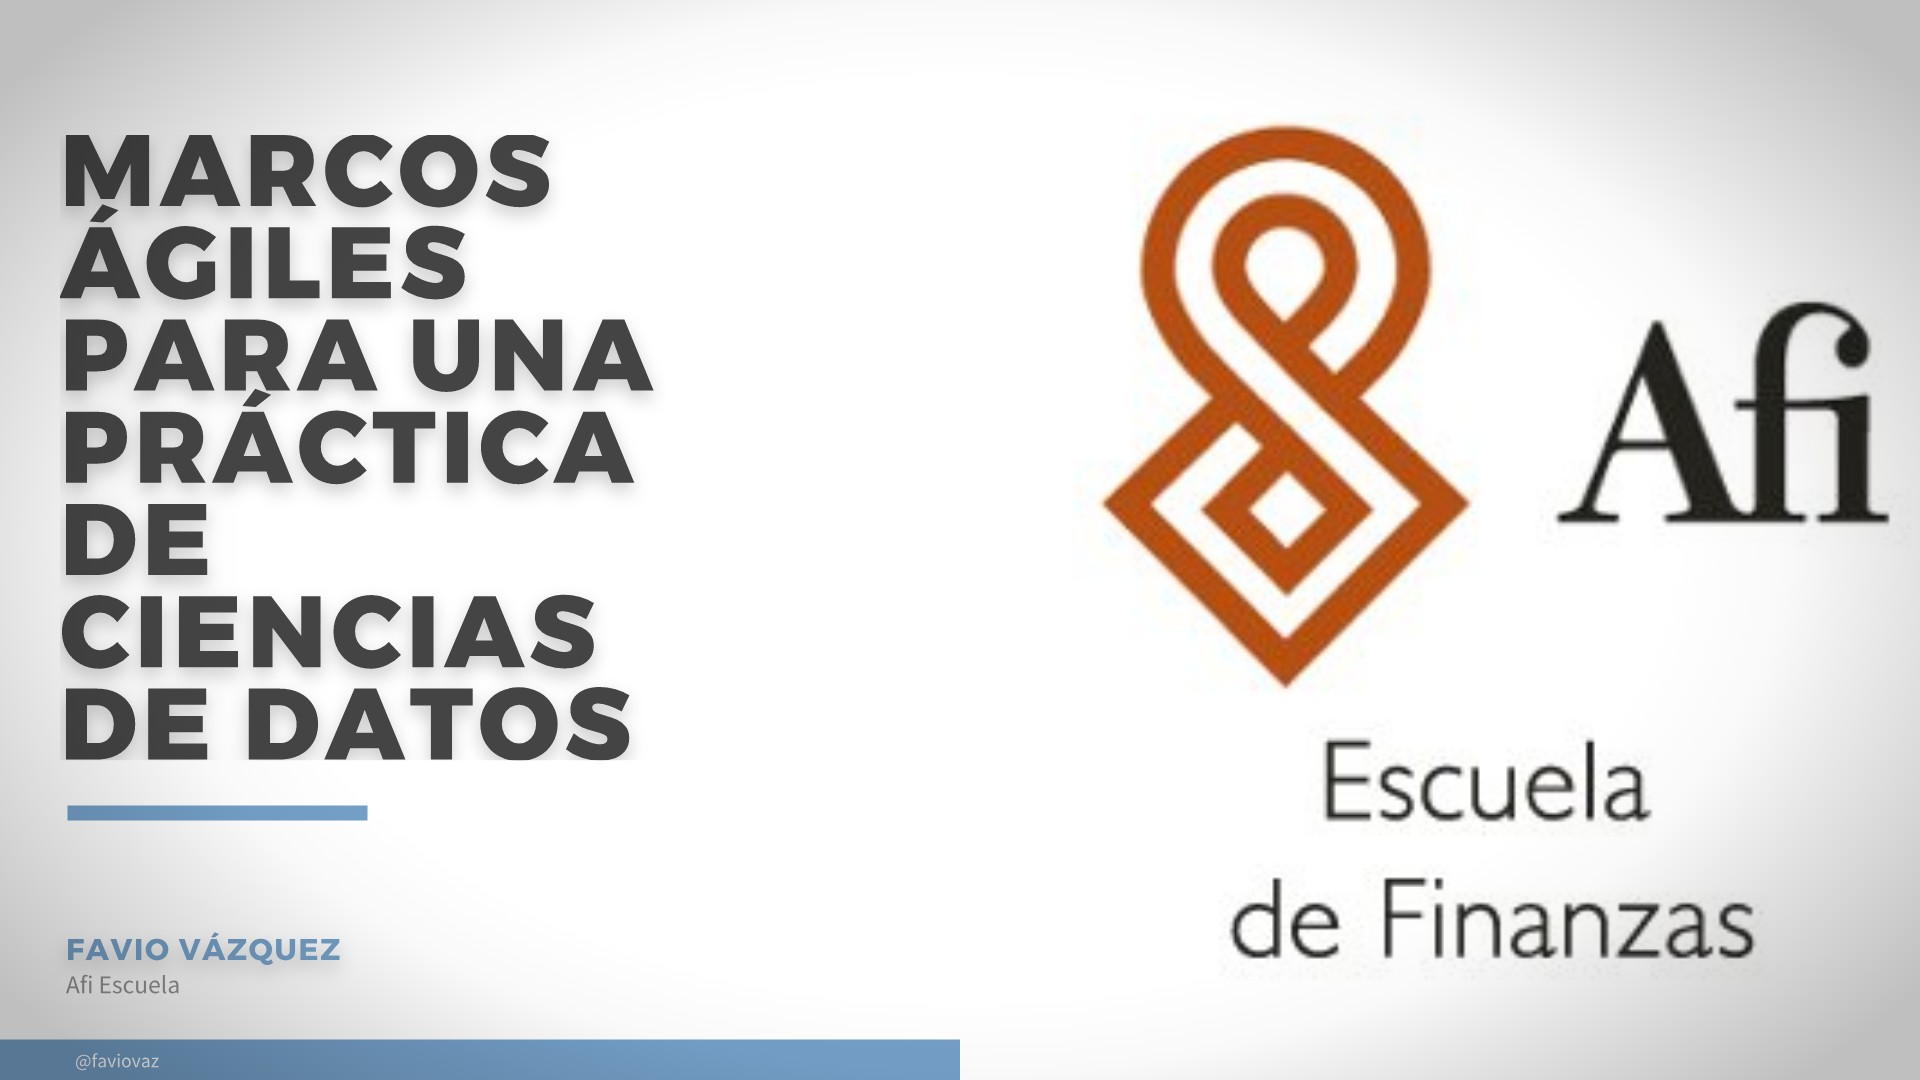 MARCOS
ÁGILES
PARA UNA
PRÁCTICA
DE
CIENCIAS
DE DATOS
FAVIO VÁZQUEZ
Afi Escuela
@faviovaz
Afi
Escuela
de Finanzas